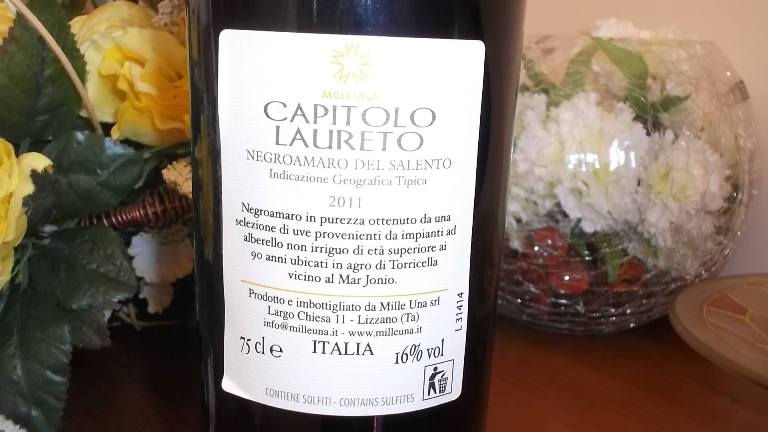 MILLE UNA
CAPITOLO
LAURETO
NEGROAMARO DEL SALENTO
Indicazione Geografica Tipica
2011
Negroamaro in purezza ottenuto da una
selezione di uve provenienti da impianti ad
alberello non irriguo di età superiore ai
90 anni ubicati in agro di Torricella
vicino al Mar Jonio.
Prodotto e imbottigliato da Mille Una srl
Largo Chiesa 11 - Lizzano (Ta)
info@milleuna.it - www.milleuna.it
L 31414
75 cl e ITALIA 16% vol
CONTIENE SOLFITI - CONTAINS SULFITES